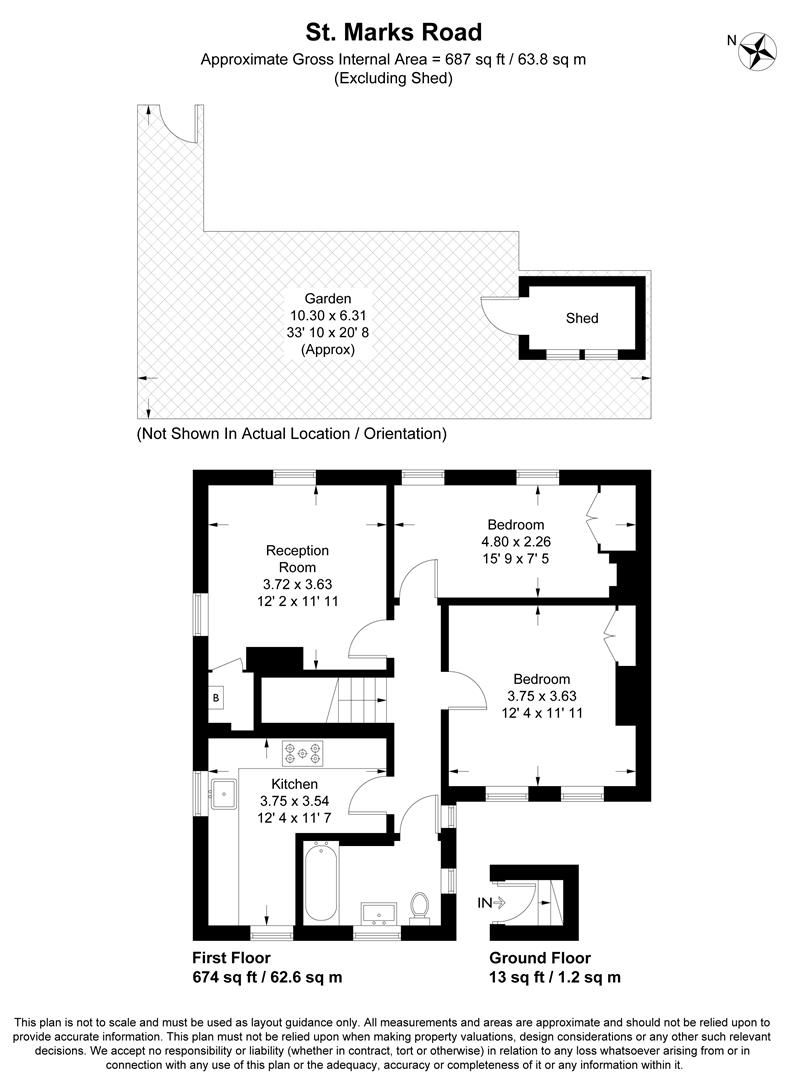 St. Marks Road
Approximate Gross Internal Area = 687 sq ft / 63.8 sq m
(Excluding Shed)
N
Garden
10.30 x 6.31
33' 10 x 20' 8
(Approx)
Shed
(Not Shown In Actual Location / Orientation)
Reception
Room
3.72 x 3.63
12' 2 x 11' 11
Bedroom
4.80 x 2.26
15' 9 x 7' 5
B
Bedroom
3.75 x 3.63
12' 4 x 11' 11
Kitchen
3.75 x 3.54
12' 4 x 11' 7
IN
First Floor
674 sq ft / 62.6 sq m
Ground Floor
13 sq ft / 1.2 sq m
This plan is not to scale and must be used as layout guidance only. All measurements and areas are approximate and should not be relied upon to
provide accurate information. This plan must not be relied upon when making property valuations, design considerations or any other such relevant
decisions. We accept no responsibility or liability (whether in contract, tort or otherwise) in relation to any loss whatsoever arising from or in
connection with any use of this plan or the adequacy, accuracy or completeness of it or any information within it.